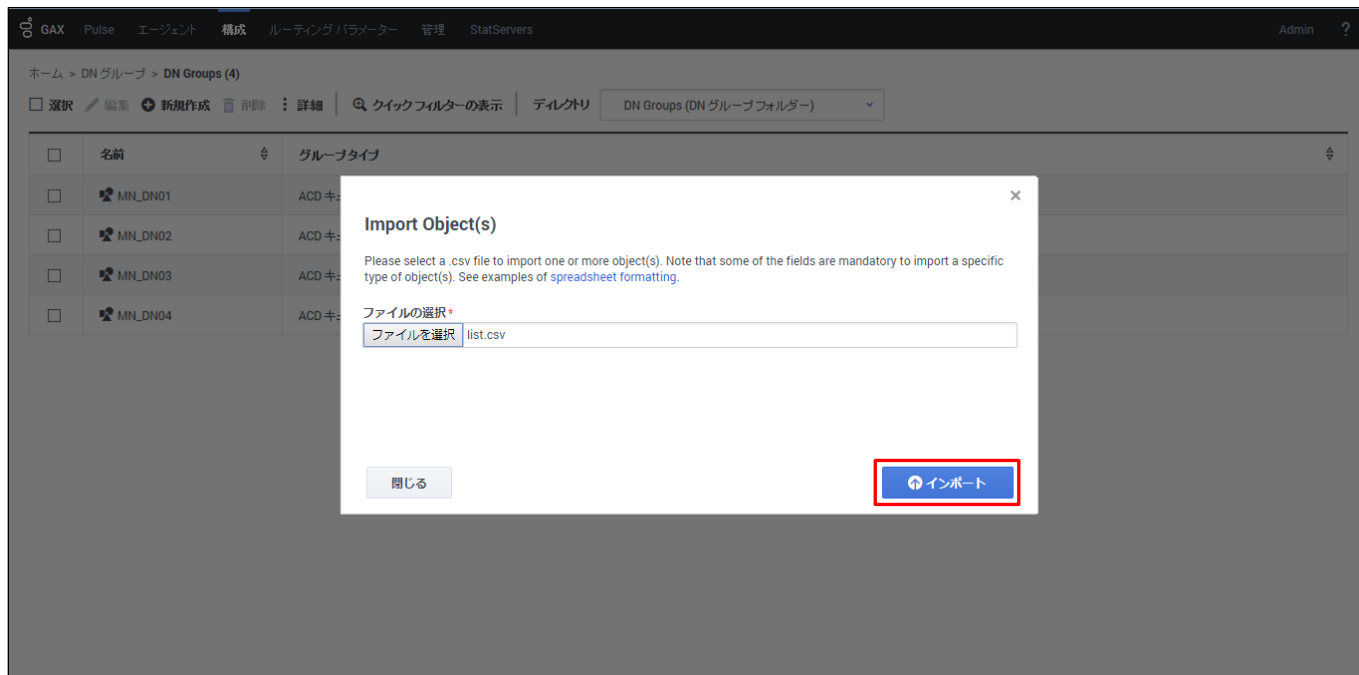 GAX Pulse エージェント 構成 ルーティング パラメーター 管理 StatServers Admin ?
ホーム > DN グループ > DN Groups (4)
選択 編集 新規作成 削除 詳細 クイックフィルターの表示 ディレクトリ DN Groups (DN グループ フォルダー)
名前 グループタイプ
MN_DN01 ACD キ
MN_DN02 ACD キ
MN_DN03 ACD キ
MN_DN04 ACD キ
×
Import Object(s)
Please select a .csv file to import one or more object(s). Note that some of the fields are mandatory to import a specific
type of object(s). See examples of spreadsheet formatting.
ファイルの選択*
ファイルを選択 list.csv
閉じる インポート